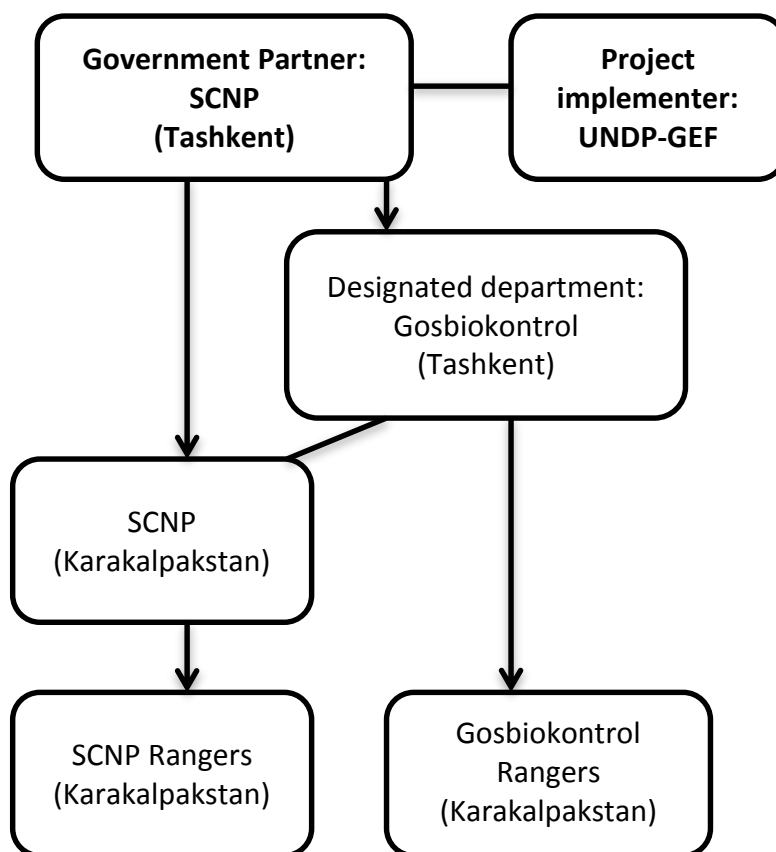 Government Partner:
SCNP
(Tashkent)
Project
implementer:
UNDP-GEF
Designated department:
Gosbiokontrol
(Tashkent)
SCNP
(Karakalpakstan)
SCNP Rangers
(Karakalpakstan)
Gosbiokontrol
Rangers
(Karakalpakstan)